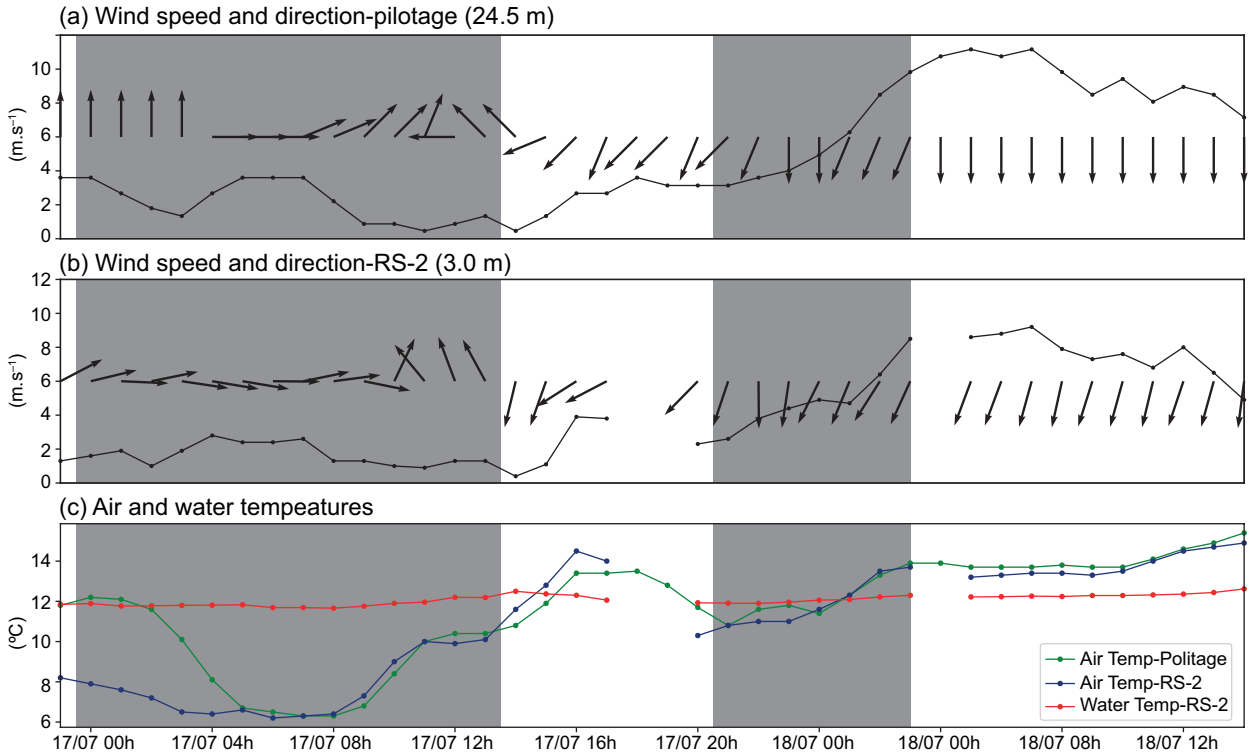 (a) Wind speed and direction-pilotage (24.5 m)
10
8
6
4
2
0
(m.s⁻¹)
(b) Wind speed and direction-RS-2 (3.0 m)
12
10
8
6
4
2
0
(m.s⁻¹)
(c) Air and water tempeatures
14
12
10
8
6
(ºC)
Air Temp-Politage
Air Temp-RS-2
Water Temp-RS-2
17/07 00h 17/07 04h 17/07 08h 17/07 12h 17/07 16h 17/07 20h 18/07 00h 18/07 00h 18/07 08h 18/07 12h